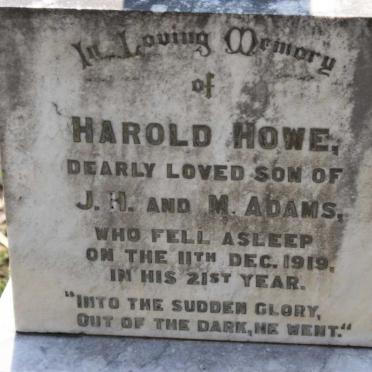 In Loving Memory
of
HAROLD HOWE,
DEARLY LOVED SON OF
J. H. AND M. ADAMS,
WHO FELL ASLEEP
ON THE 11TH DEC. 1919,
IN HIS 21ST YEAR.
"INTO THE SUDDEN GLORY,
OUT OF THE DARK, HE WENT."